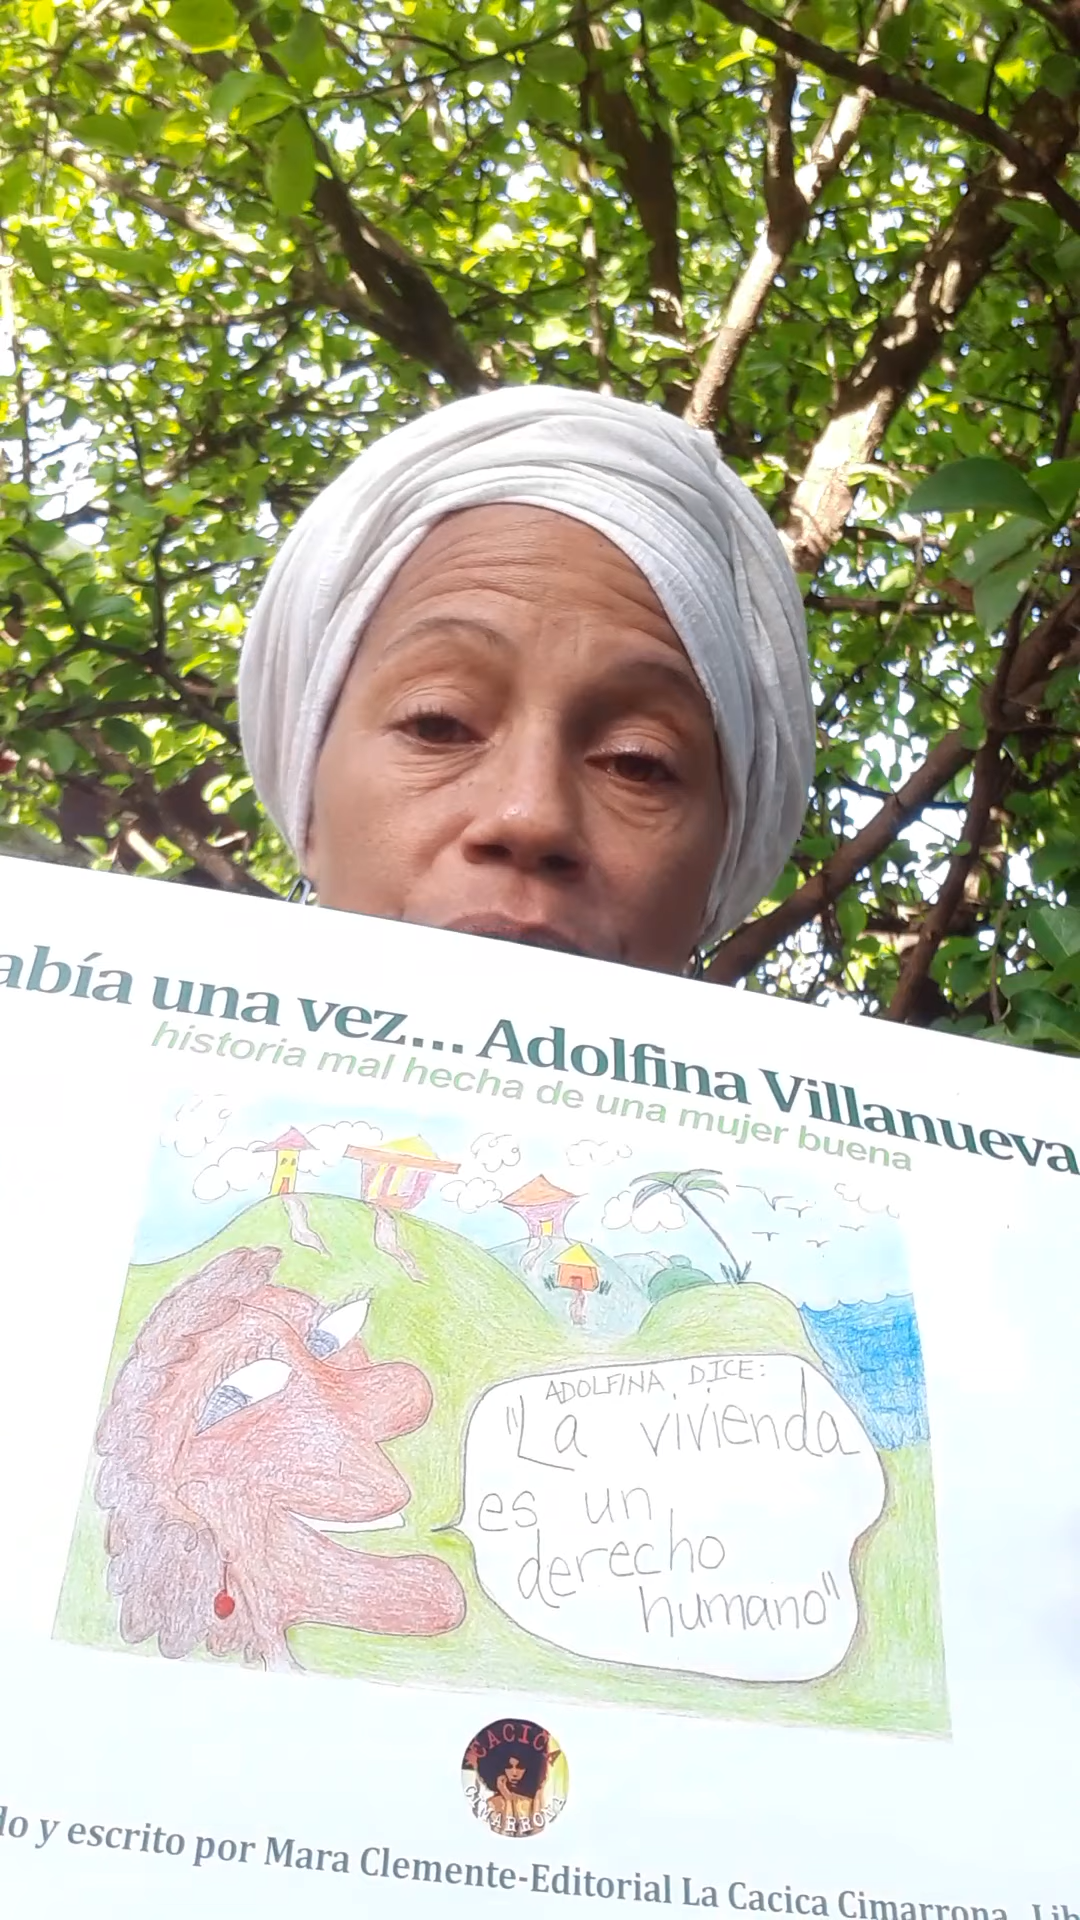 abía una vez... Adolfina Villanueva
historia mal hecha de una mujer buena
ADOLFINA, DICE:
"La vivienda
es un
derecho
humano"
CACICA
CIMARRONA
do y escrito por Mara Clemente-Editorial La Cacica Cimarrona, Lib